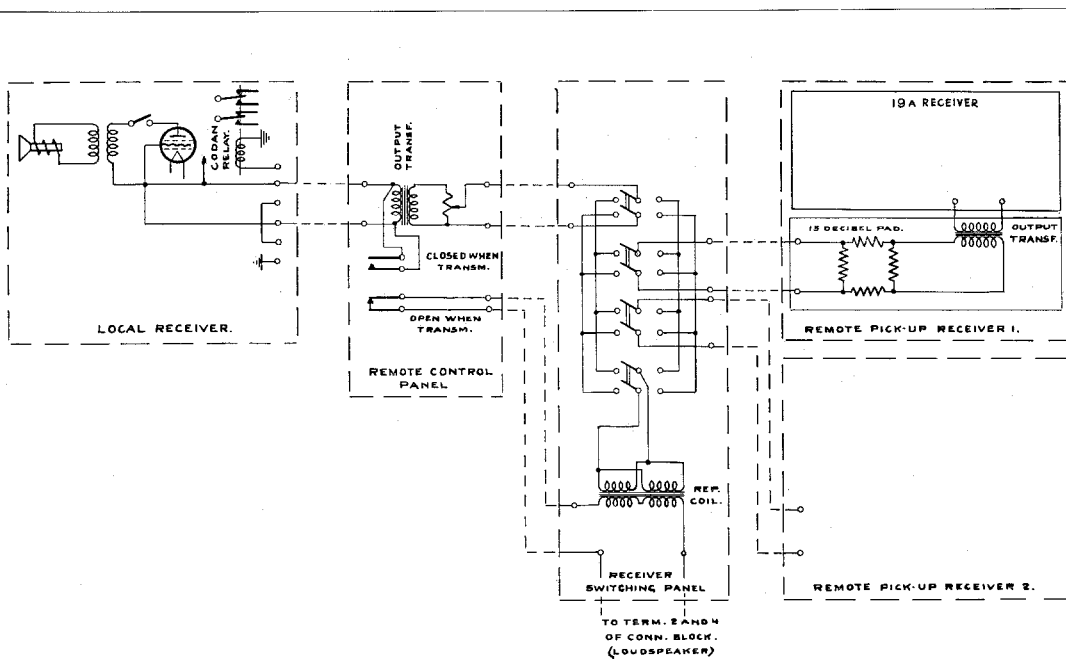 19A RECEIVER
CODAN
RELAY.
OUTPUT
TRANSF.
15 DECIBEL PAD.
OUTPUT
TRANSF.
CLOSED WHEN
TRANSM.
OPEN WHEN
TRANSM.
LOCAL RECEIVER.
REMOTE CONTROL
PANEL
REMOTE PICK-UP RECEIVER 1.
REP.
COIL.
RECEIVER
SWITCHING PANEL
REMOTE PICK-UP RECEIVER 2.
TO TERM. 2 AND 4
OF CONN. BLOCK.
(LOUDSPEAKER)